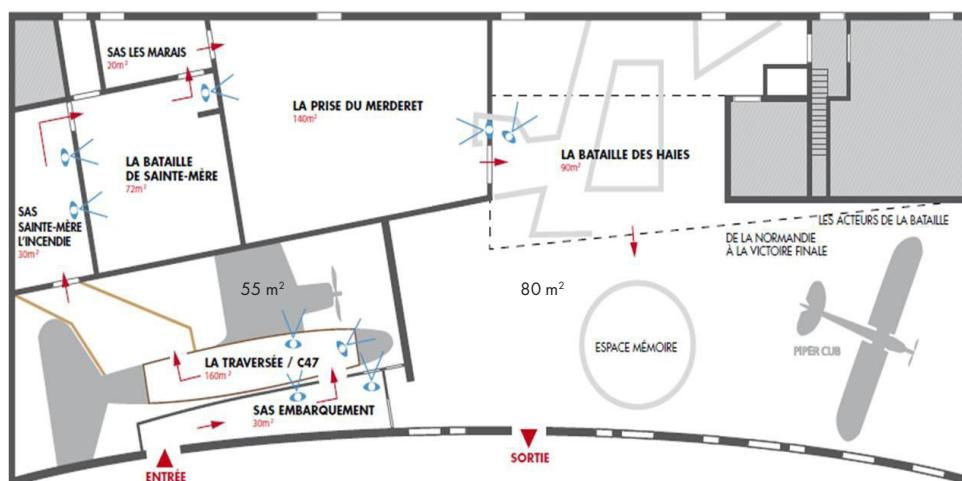 SAS LES MARAIS
20m²
LA PRISE DU MERDERET
140m²
LA BATAILLE DES HAIES
90m²
LA BATAILLE
DE SAINTE-MÈRE
72m²
SAS
SAINTE-MÈRE
L'INCENDIE
30m²
LES ACTEURS DE LA BATAILLE
DE LA NORMANDIE
À LA VICTOIRE FINALE
55 m²
80 m²
ESPACE MÉMOIRE
PIPER CUB
LA TRAVERSÉE / C47
160m²
SAS EMBARQUEMENT
30m²
ENTRÉE
SORTIE